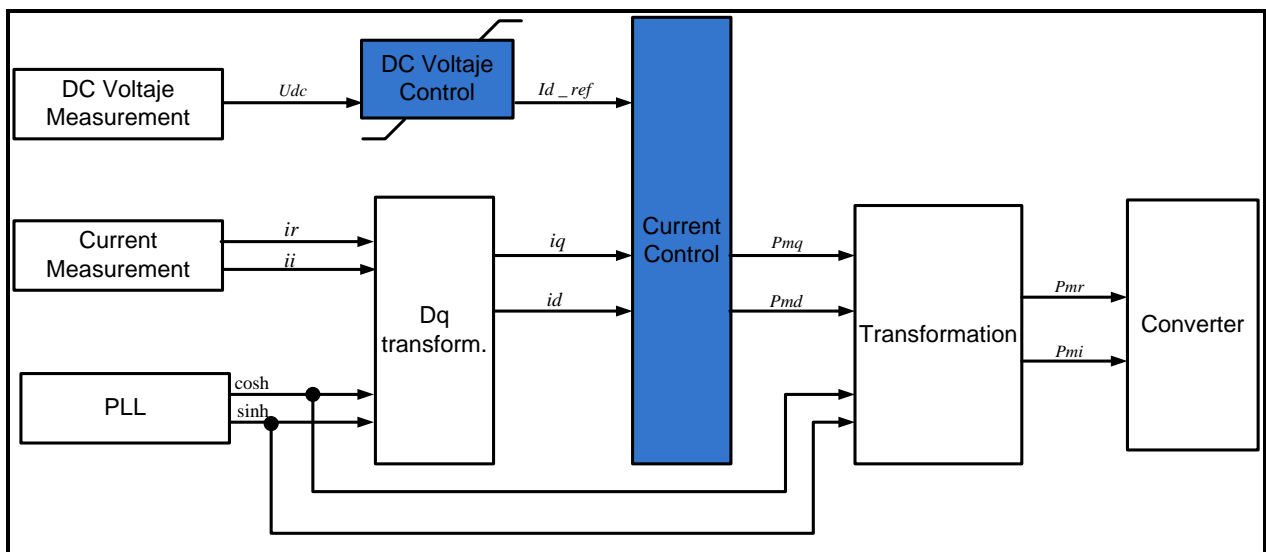 DC Voltaje
Measurement
Udc
DC Voltaje
Control
Id _ ref
Current
Measurement
ir
ii
Dq
transform.
iq
id
Current
Control
Pmq
Pmd
Transformation
Pmr
Pmi
Converter
PLL
cosh
sinh